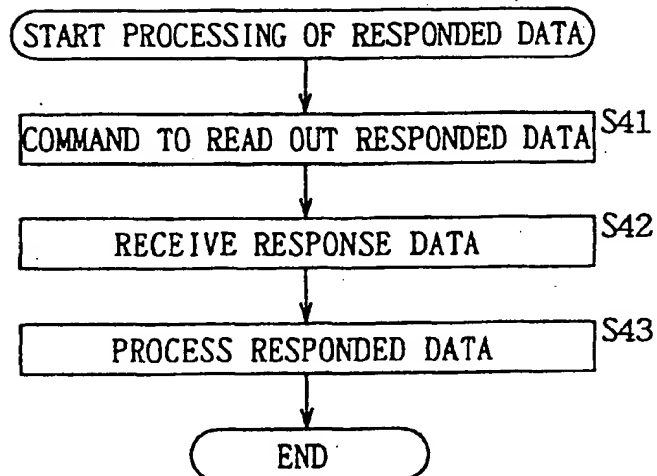 START PROCESSING OF RESPONDED DATA
COMMAND TO READ OUT RESPONDED DATA S41
RECEIVE RESPONSE DATA S42
PROCESS RESPONDED DATA S43
END